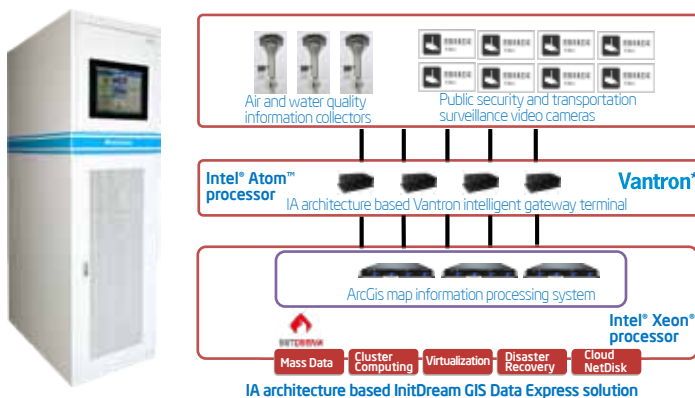 Air and water quality
information collectors
Public security and transportation
surveillance video cameras
Intel® Atom™
processor
Vantron*
IA architecture based Vantron intelligent gateway terminal
ArcGis map information processing system
INITDREAM
Intel® Xeon®
processor
Mass Data
Cluster
Computing
Virtualization
Disaster
Recovery
Cloud
NetDisk
IA architecture based InitDream GIS Data Express solution